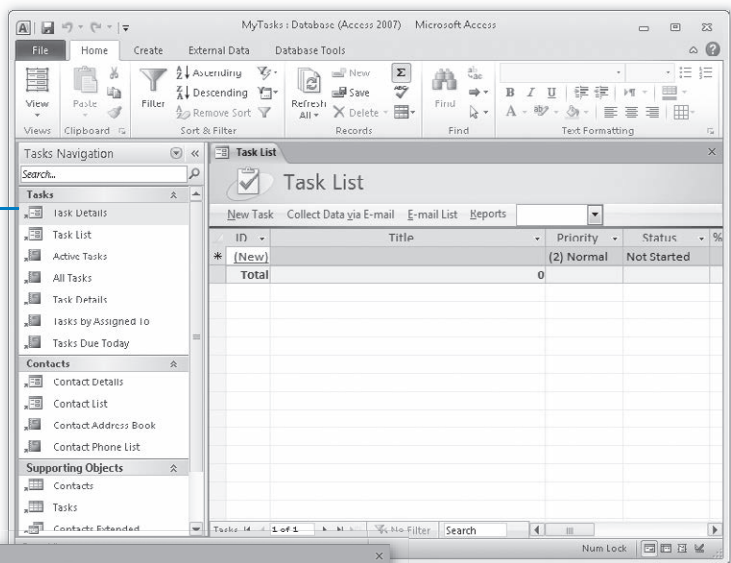 MyTasks : Database (Access 2007) Microsoft Access
File Home Create External Data Database Tools
Ascending
Descending
Remove Sort
View Paste Filter Refresh All New Save Delete Find
Views Clipboard Sort & Filter Records Find Text Formatting
B I U
A
Tasks Navigation
Search...
Tasks
Task Details
Task List
Active Tasks
All Tasks
Task Details
Tasks by Assigned To
Tasks Due Today
Contacts
Contact Details
Contact List
Contact Address Book
Contact Phone List
Supporting Objects
Contacts
Tasks
Contacts Extended
Task List
Task List
New Task Collect Data via E-mail E-mail List Reports
ID Title Priority Status %
* (New) (2) Normal Not Started
Total 0
Tasks 1 of 1 No Filter Search
Num Lock